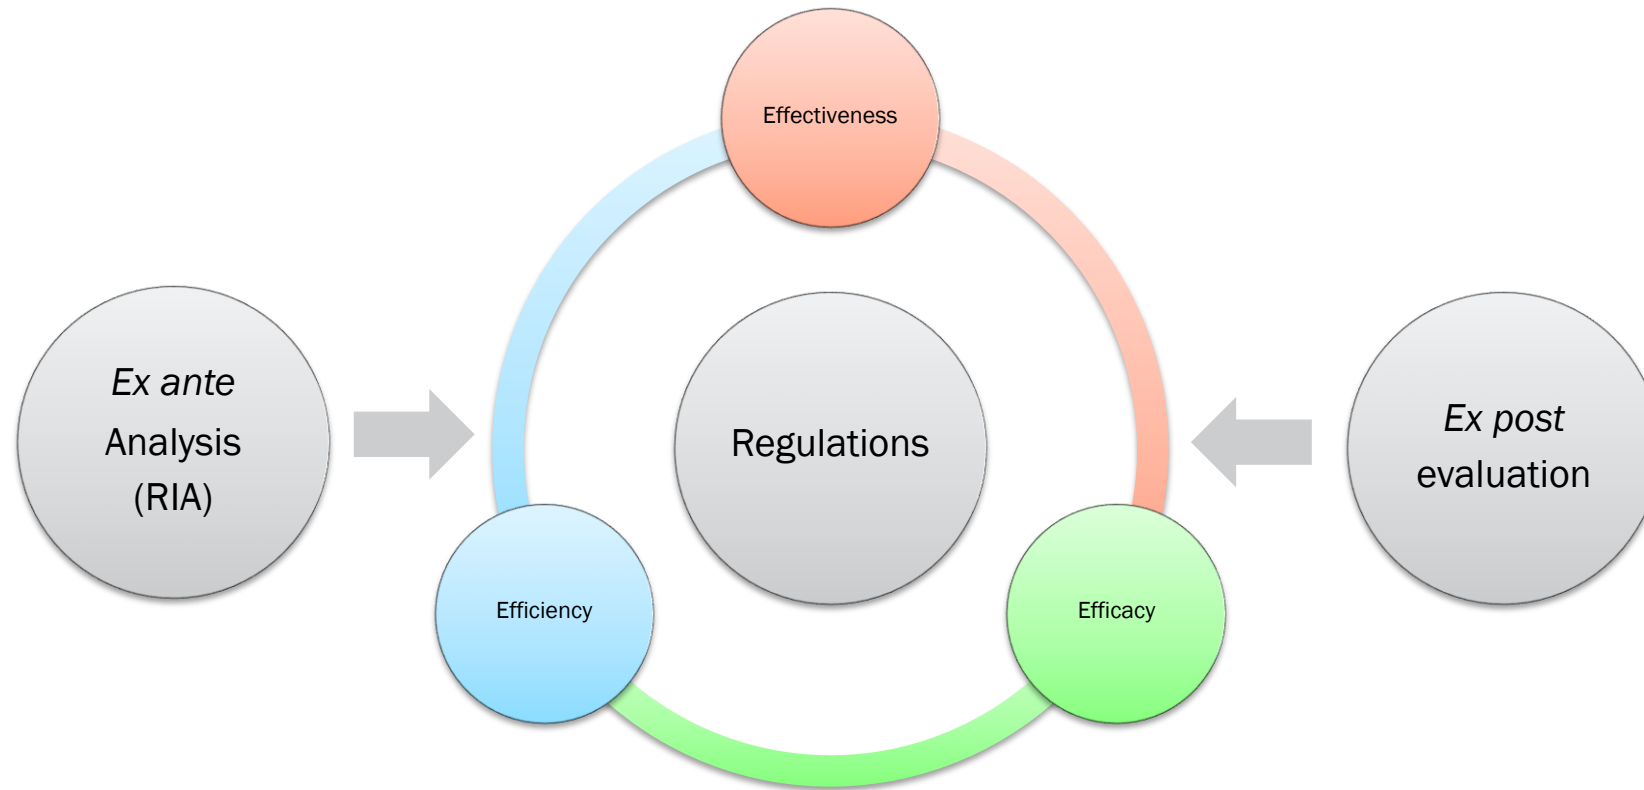 Effectiveness
Ex ante
Analysis
(RIA)
Regulations
Ex post
evaluation
Efficiency
Efficacy